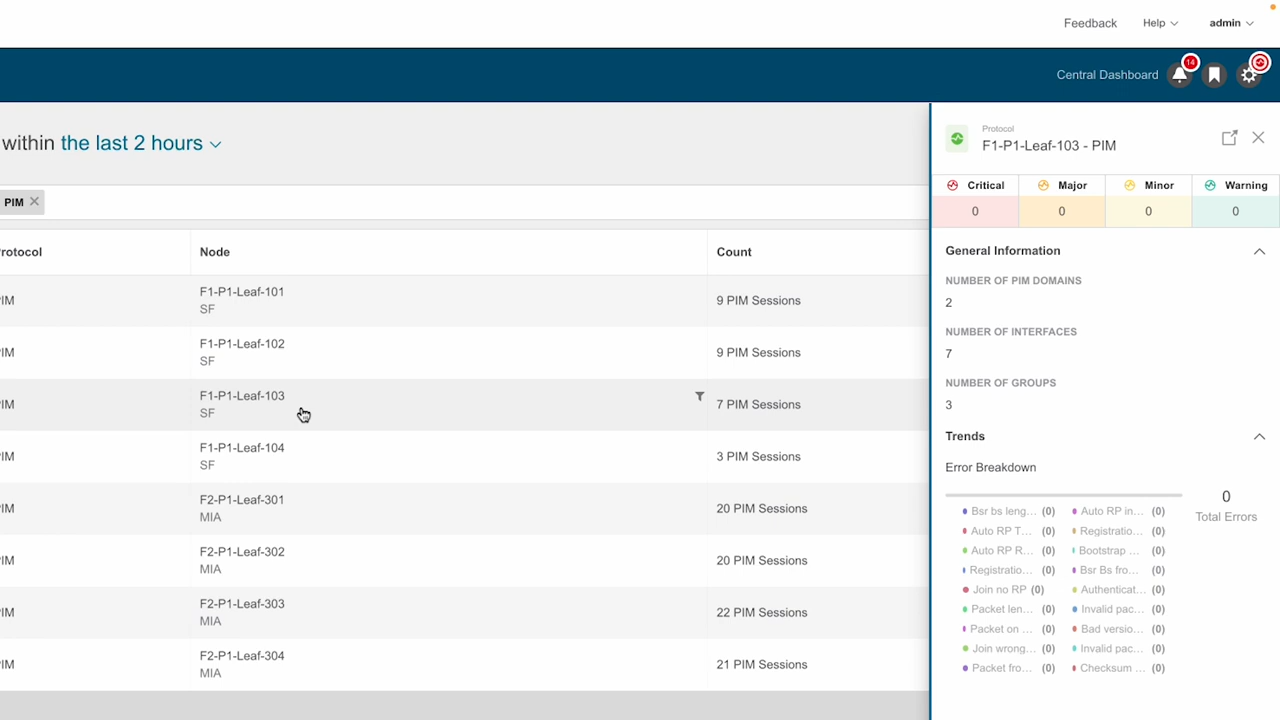 Feedback
Help
admin
Central Dashboard
14
within the last 2 hours
PIM
Protocol
F1-P1-Leaf-103 - PIM
Critical
Major
Minor
Warning
0
0
0
0
rotocol
Node
Count
IM
F1-P1-Leaf-101
SF
9 PIM Sessions
IM
F1-P1-Leaf-102
SF
9 PIM Sessions
IM
F1-P1-Leaf-103
SF
7 PIM Sessions
IM
F1-P1-Leaf-104
SF
3 PIM Sessions
IM
F2-P1-Leaf-301
MIA
20 PIM Sessions
IM
F2-P1-Leaf-302
MIA
20 PIM Sessions
IM
F2-P1-Leaf-303
MIA
22 PIM Sessions
IM
F2-P1-Leaf-304
MIA
21 PIM Sessions
General Information
NUMBER OF PIM DOMAINS
2
NUMBER OF INTERFACES
7
NUMBER OF GROUPS
3
Trends
Error Breakdown
Bsr bs leng... (0)
Auto RP in... (0)
Auto RP T... (0)
Registratio... (0)
Auto RP R... (0)
Bootstrap ... (0)
Registratio... (0)
Bsr Bs fro... (0)
Join no RP (0)
Authenticat... (0)
Packet len... (0)
Invalid pac... (0)
Packet on ... (0)
Bad versio... (0)
Join wrong... (0)
Invalid pac... (0)
Packet fro... (0)
Checksum ... (0)
0
Total Errors